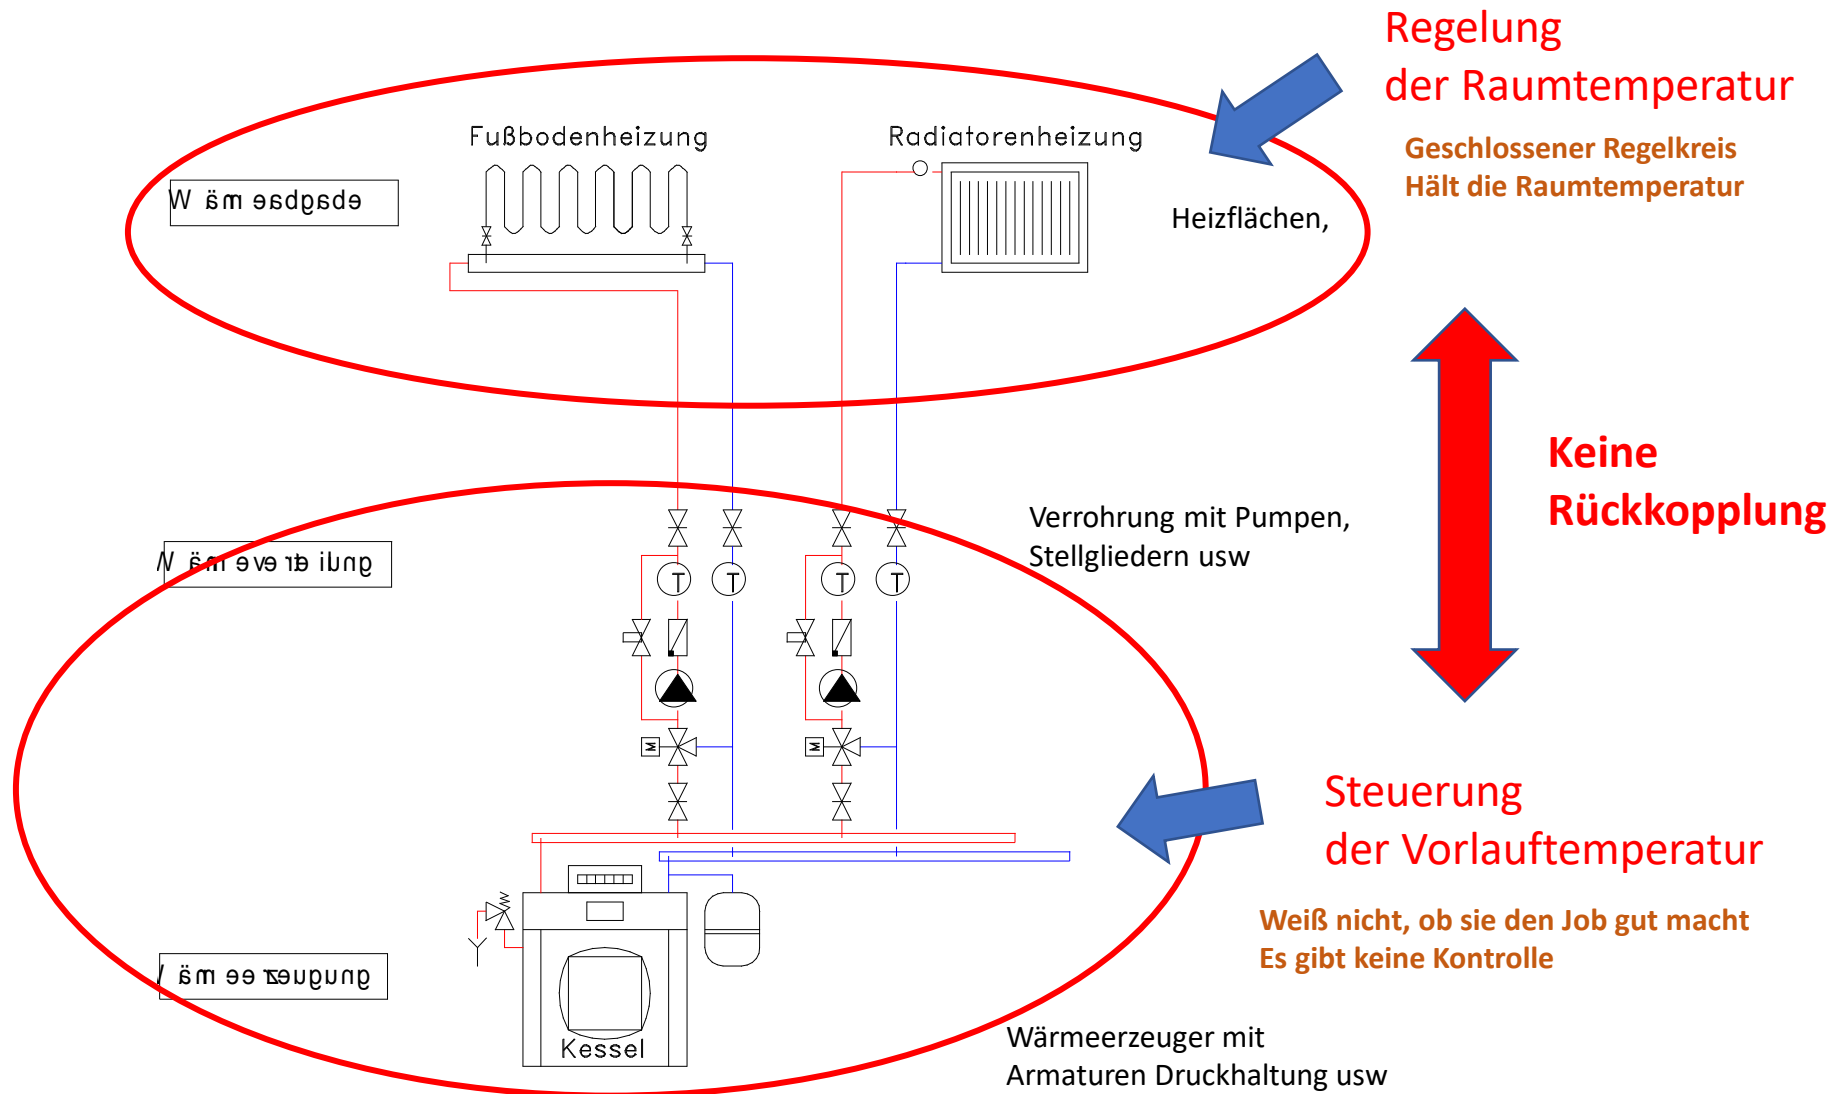 Regelung
der Raumtemperatur
Geschlossener Regelkreis
Hält die Raumtemperatur
Fußbodenheizung
Radiatorenheizung
Heizflächen,
Keine
Rückkopplung
Verrohrung mit Pumpen,
Stellgliedern usw
T
T
T
T
M
M
Steuerung
der Vorlauftemperatur
Weiß nicht, ob sie den Job gut macht
Es gibt keine Kontrolle
Kessel
Wärmeerzeuger mit
Armaturen Druckhaltung usw